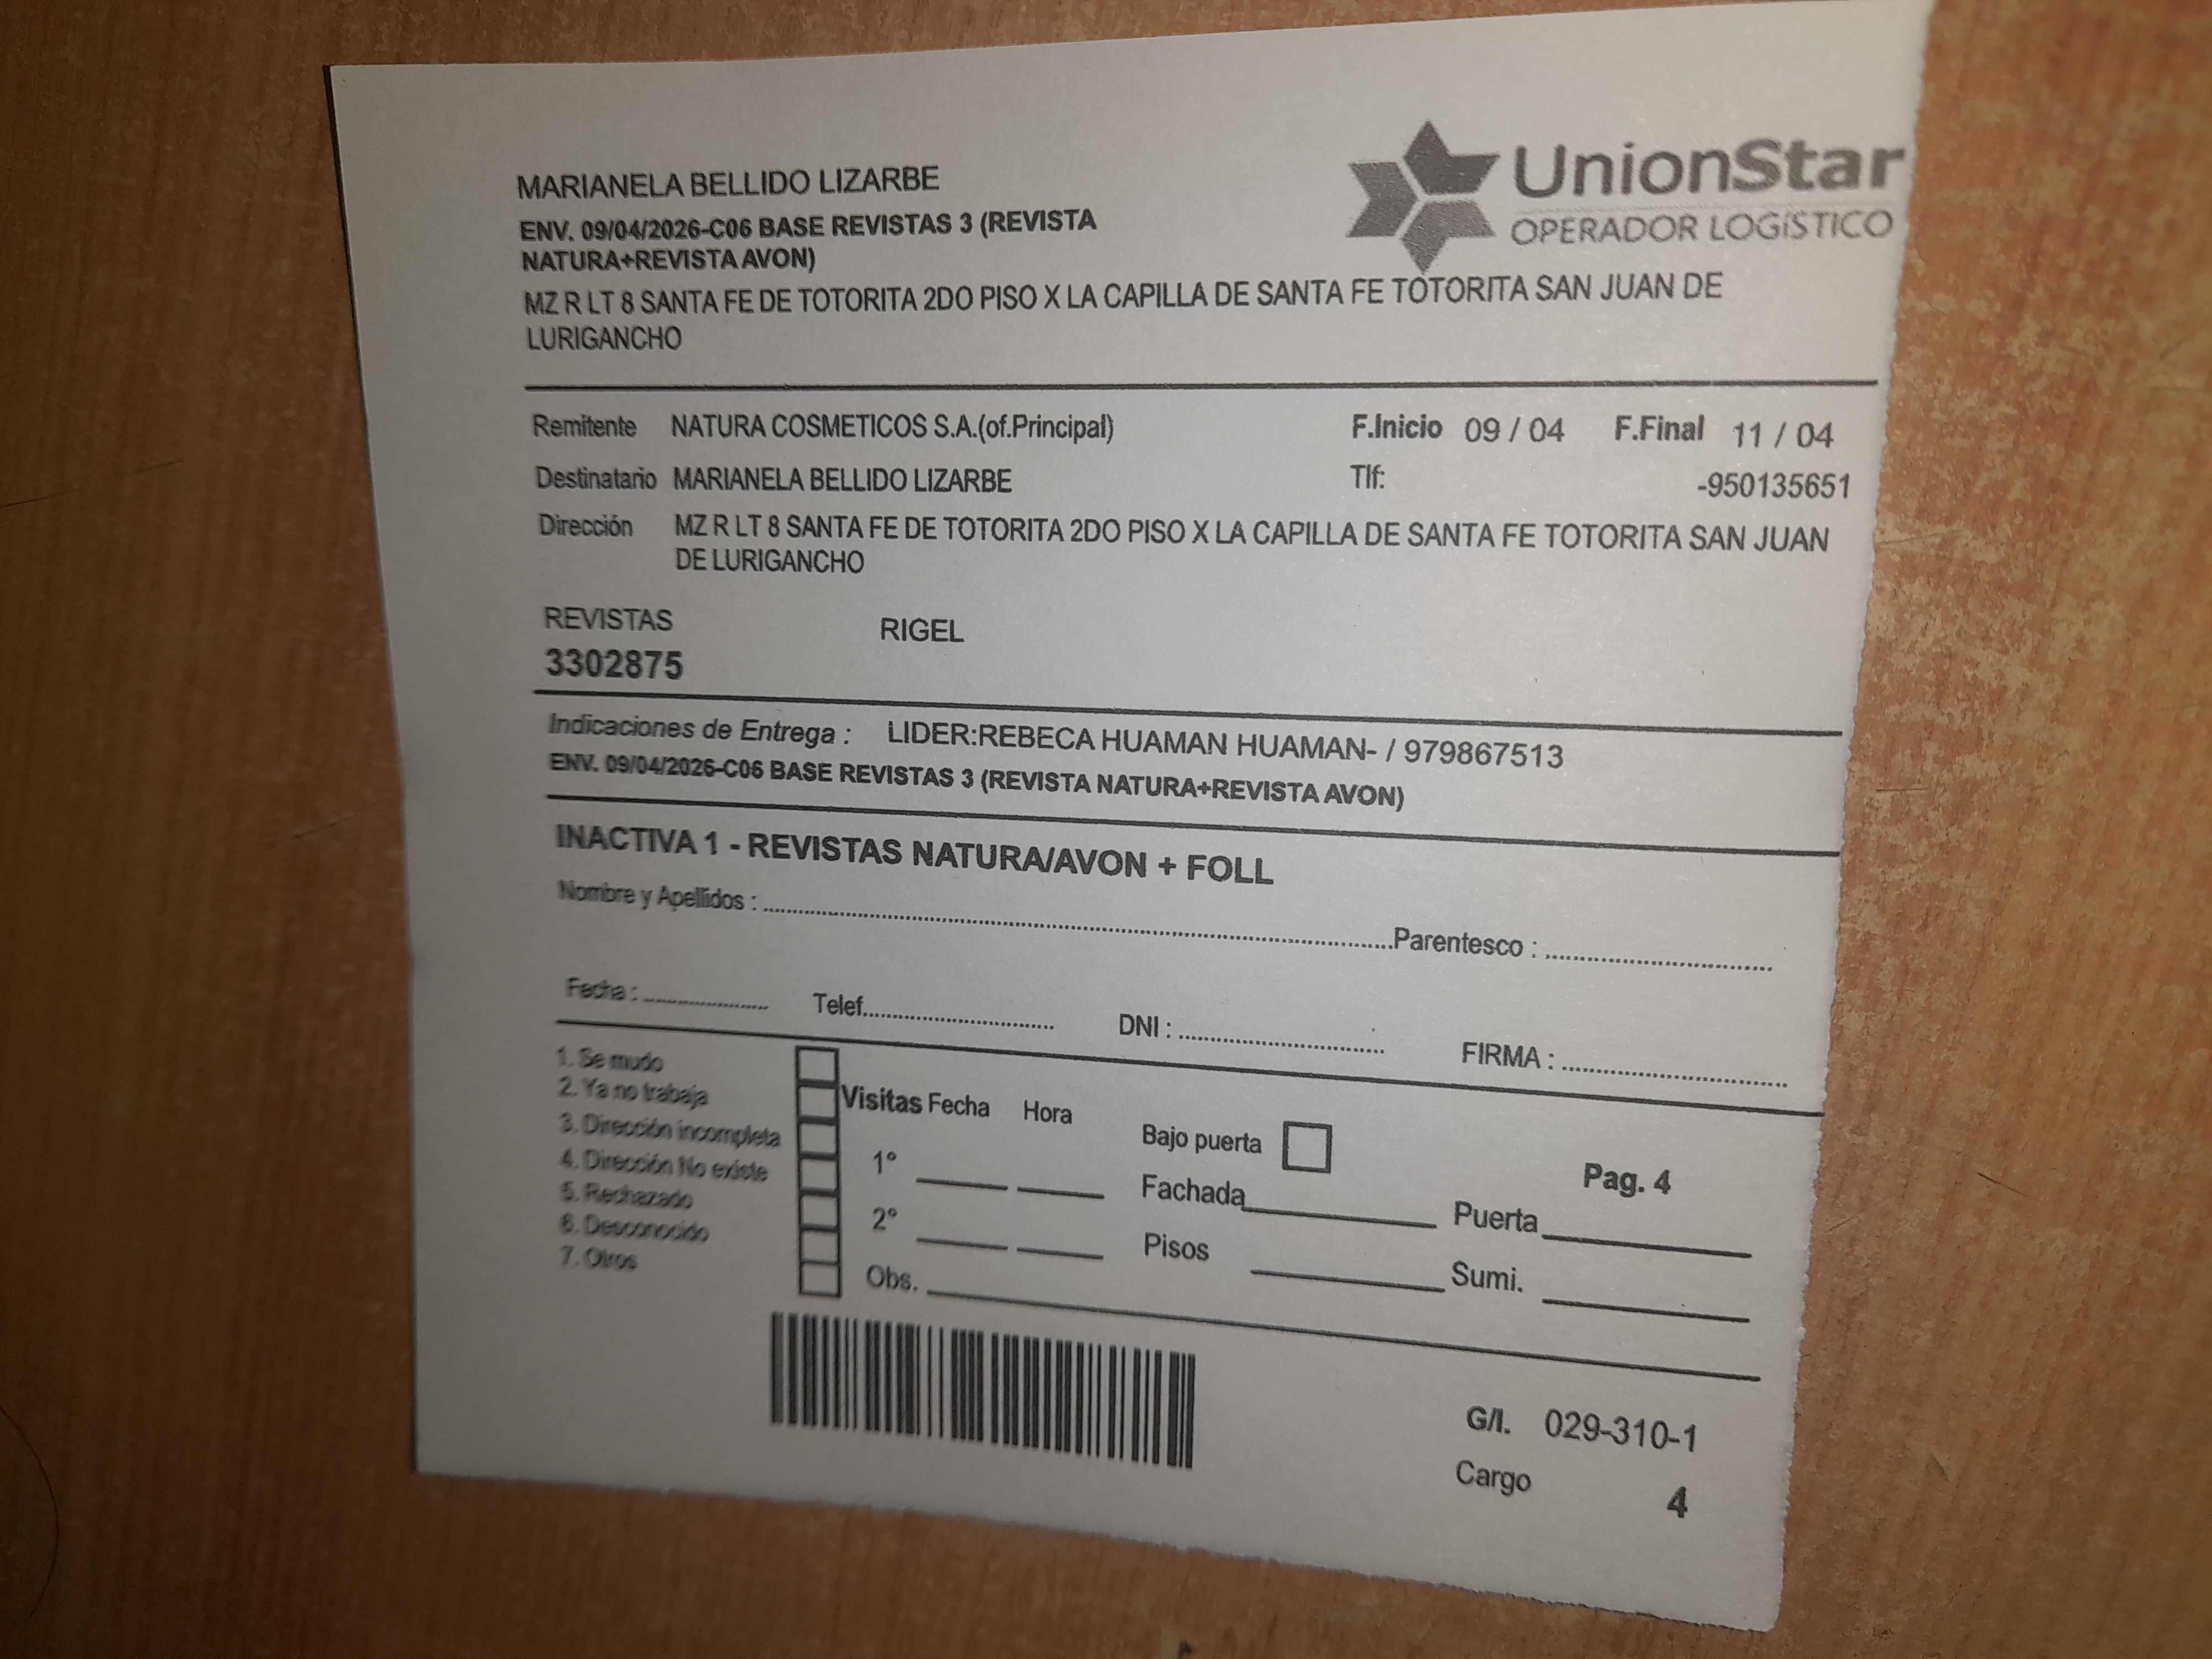 MARIANELA BELLIDO LIZARBE
UnionStar
OPERADOR LOGíSTICO
ENV. 09/04/2026-C06 BASE REVISTAS 3 (REVISTA
NATURA+REVISTA AVON)
MZ R LT 8 SANTA FE DE TOTORITA 2DO PISO X LA CAPILLA DE SANTA FE TOTORITA SAN JUAN DE
LURIGANCHO
Remitente NATURA COSMETICOS S.A.(of.Principal) F.Inicio 09 / 04 F.Final 11 / 04
Destinatario MARIANELA BELLIDO LIZARBE Tlf: -950135651
Dirección MZ R LT 8 SANTA FE DE TOTORITA 2DO PISO X LA CAPILLA DE SANTA FE TOTORITA SAN JUAN
DE LURIGANCHO
REVISTAS RIGEL
3302875
Indicaciones de Entrega : LIDER:REBECA HUAMAN HUAMAN- / 979867513
ENV. 09/04/2026-C06 BASE REVISTAS 3 (REVISTA NATURA+REVISTA AVON)
INACTIVA 1 - REVISTAS NATURA/AVON + FOLL
Nombre y Apellidos : Parentesco :
Fecha : Telef. DNI : FIRMA :
1. Se mudo
2. Ya no trabaja
3. Dirección incompleta
4. Dirección No existe
5. Rechazado
6. Desconocido
7. Otros
Visitas Fecha Hora
1°
2°
Obs.
Bajo puerta
Fachada
Pisos
Pag. 4
Puerta
Sumi.
G/I. 029-310-1
Cargo 4